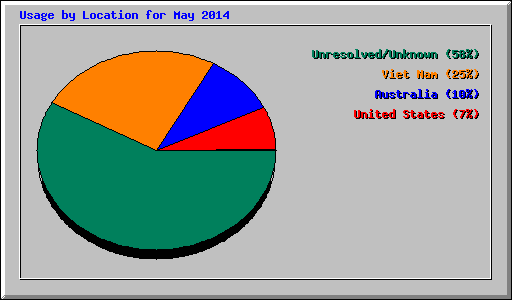 Usage by Location for May 2014
Unresolved/Unknown (58%)
Viet Nam (25%)
Australia (10%)
United States (7%)